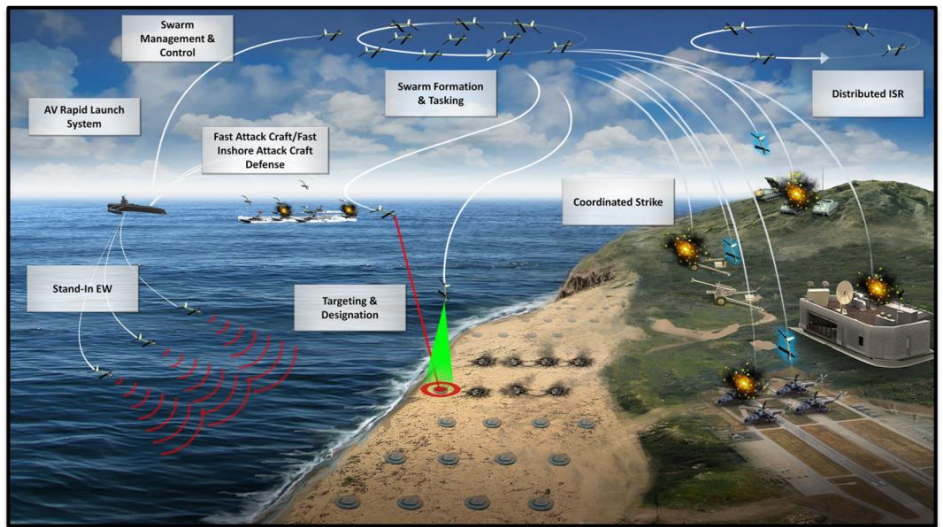 Swarm
Management &
Control
AV Rapid Launch
System
Fast Attack Craft/Fast
Inshore Attack Craft
Defense
Swarm Formation
& Tasking
Distributed ISR
Coordinated Strike
Stand-In EW
Targeting &
Designation